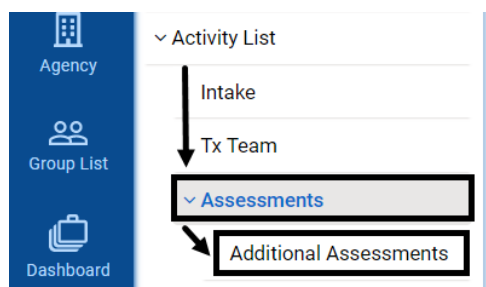 Agency
Group List
Dashboard
Activity List
Intake
Tx Team
Assessments
Additional Assessments